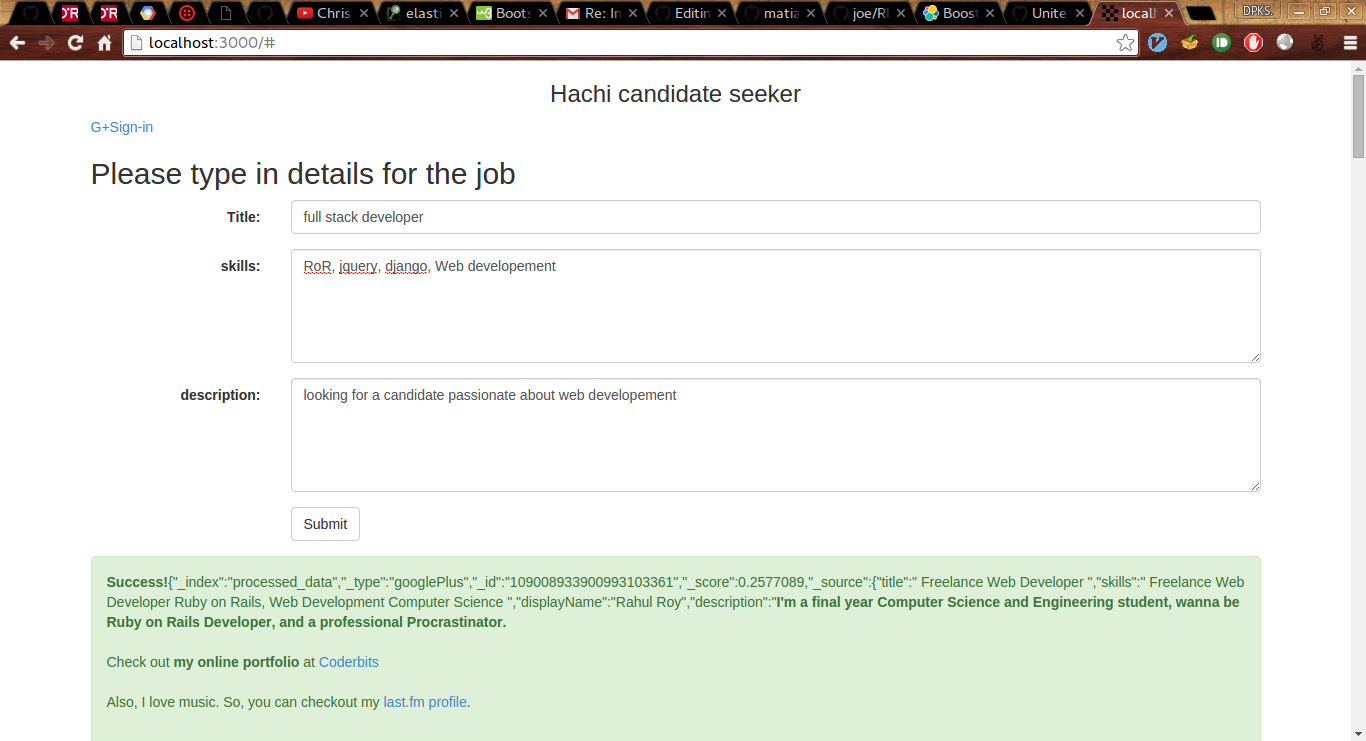 Chris
elasti
Boots
Re: In
Editin
matia
joe/Rl
Boost
Unite
locall
DPKS.
localhost:3000/#
Hachi candidate seeker
G+Sign-in
Please type in details for the job
Title:
full stack developer
skills:
RoR, jquery, django, Web developement
description:
looking for a candidate passionate about web developement
Submit
Success!{"_index":"processed_data","_type":"googlePlus","_id":"109008933900993103361","_score":0.2577089,"_source":{"title":" Freelance Web Developer ","skills":" Freelance Web
Developer Ruby on Rails, Web Development Computer Science ","displayName":"Rahul Roy","description":"I'm a final year Computer Science and Engineering student, wanna be
Ruby on Rails Developer, and a professional Procrastinator.
Check out my online portfolio at Coderbits
Also, I love music. So, you can checkout my last.fm profile.